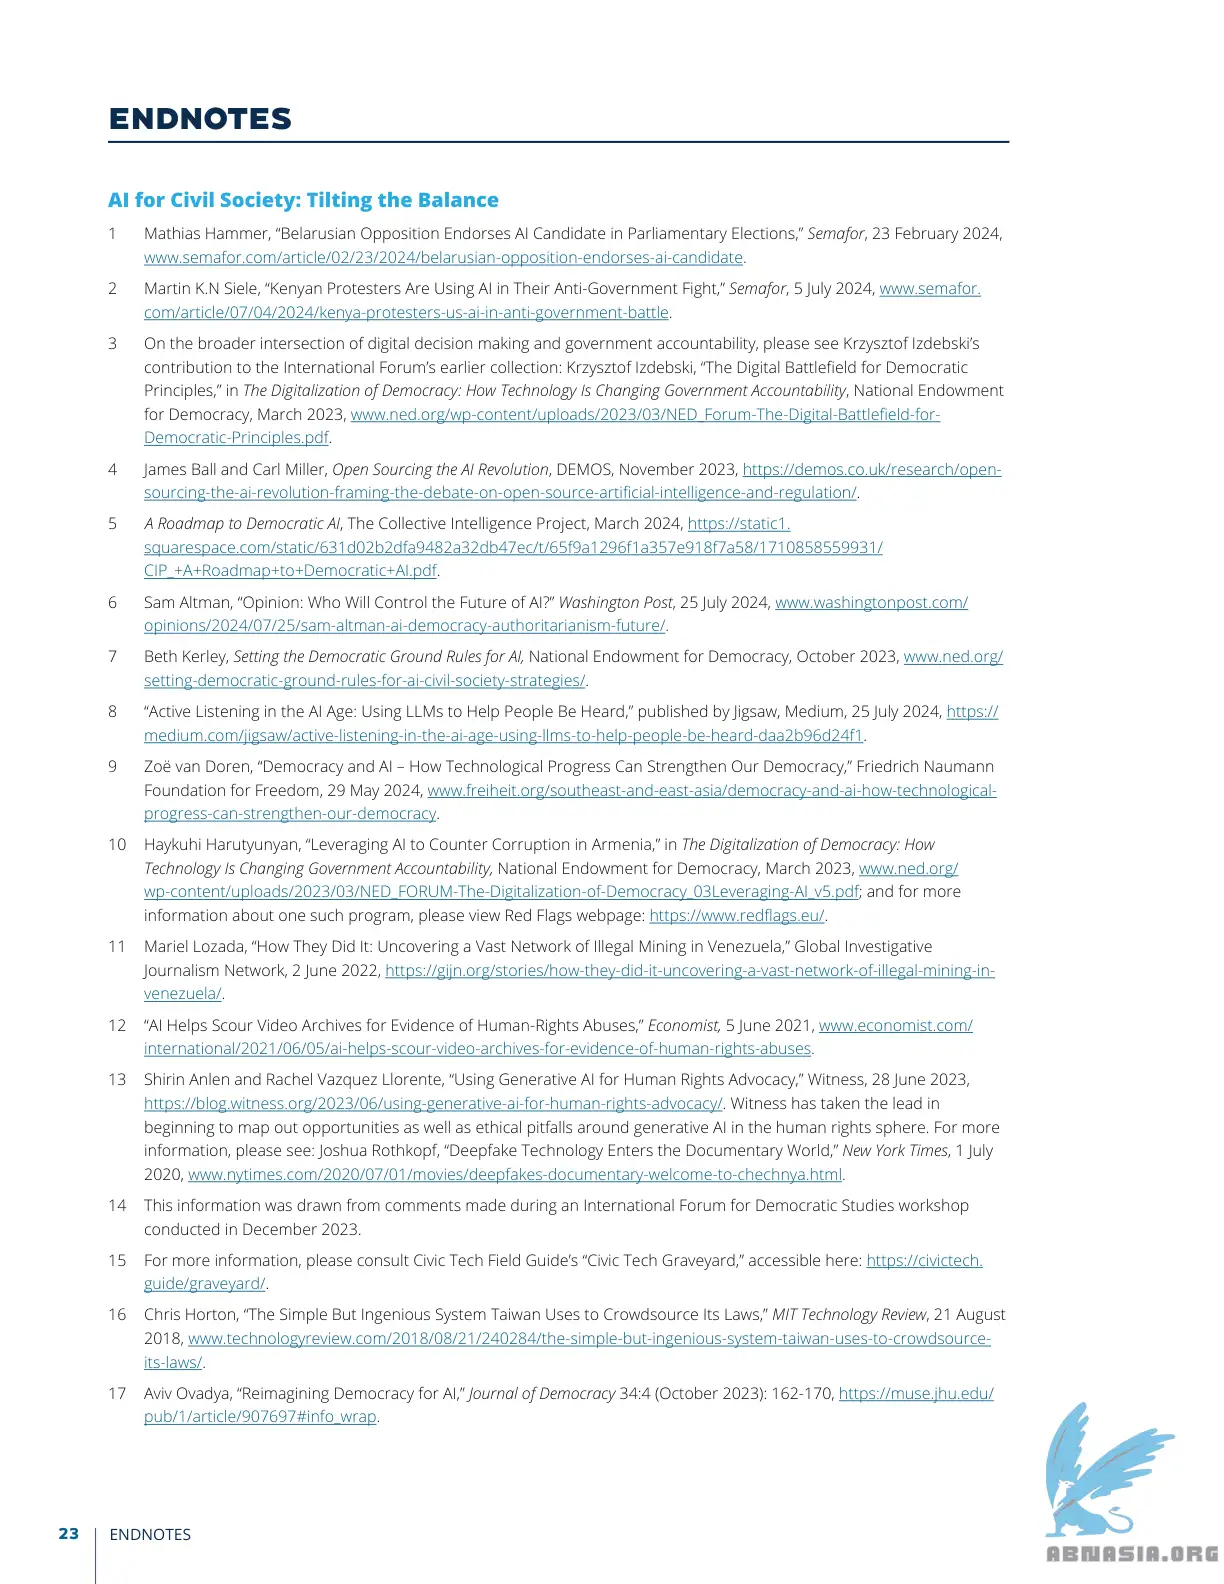 ENDNOTES
AI for Civil Society: Tilting the Balance
1 Mathias Hammer, “Belarusian Opposition Endorses AI Candidate in Parliamentary Elections,” Semafor, 23 February 2024,
www.semafor.com/article/02/23/2024/belarusian-opposition-endorses-ai-candidate.
2 Martin K.N Siele, “Kenyan Protesters Are Using AI in Their Anti-Government Fight,” Semafor, 5 July 2024, www.semafor.
com/article/07/04/2024/kenya-protesters-us-ai-in-anti-government-battle.
3 On the broader intersection of digital decision making and government accountability, please see Krzysztof Izdebski’s
contribution to the International Forum’s earlier collection: Krzysztof Izdebski, “The Digital Battlefield for Democratic
Principles,” in The Digitalization of Democracy: How Technology Is Changing Government Accountability, National Endowment
for Democracy, March 2023, www.ned.org/wp-content/uploads/2023/03/NED_Forum-The-Digital-Battlefield-for-
Democratic-Principles.pdf.
4 James Ball and Carl Miller, Open Sourcing the AI Revolution, DEMOS, November 2023, https://demos.co.uk/research/open-
sourcing-the-ai-revolution-framing-the-debate-on-open-source-artificial-intelligence-and-regulation/.
5 A Roadmap to Democratic AI, The Collective Intelligence Project, March 2024, https://static1.
squarespace.com/static/631d02b2dfa9482a32db47ec/t/65f9a1296f1a357e918f7a58/1710858559931/
CIP_+A+Roadmap+to+Democratic+AI.pdf.
6 Sam Altman, “Opinion: Who Will Control the Future of AI?” Washington Post, 25 July 2024, www.washingtonpost.com/
opinions/2024/07/25/sam-altman-ai-democracy-authoritarianism-future/.
7 Beth Kerley, Setting the Democratic Ground Rules for AI, National Endowment for Democracy, October 2023, www.ned.org/
setting-democratic-ground-rules-for-ai-civil-society-strategies/.
8 “Active Listening in the AI Age: Using LLMs to Help People Be Heard,” published by Jigsaw, Medium, 25 July 2024, https://
medium.com/jigsaw/active-listening-in-the-ai-age-using-llms-to-help-people-be-heard-daa2b96d24f1.
9 Zoë van Doren, “Democracy and AI – How Technological Progress Can Strengthen Our Democracy,” Friedrich Naumann
Foundation for Freedom, 29 May 2024, www.freiheit.org/southeast-and-east-asia/democracy-and-ai-how-technological-
progress-can-strengthen-our-democracy.
10 Haykuhi Harutyunyan, “Leveraging AI to Counter Corruption in Armenia,” in The Digitalization of Democracy: How
Technology Is Changing Government Accountability, National Endowment for Democracy, March 2023, www.ned.org/
wp-content/uploads/2023/03/NED_FORUM-The-Digitalization-of-Democracy_03Leveraging-AI_v5.pdf; and for more
information about one such program, please view Red Flags webpage: https://www.redflags.eu/.
11 Mariel Lozada, “How They Did It: Uncovering a Vast Network of Illegal Mining in Venezuela,” Global Investigative
Journalism Network, 2 June 2022, https://gijn.org/stories/how-they-did-it-uncovering-a-vast-network-of-illegal-mining-in-
venezuela/.
12 “AI Helps Scour Video Archives for Evidence of Human-Rights Abuses,” Economist, 5 June 2021, www.economist.com/
international/2021/06/05/ai-helps-scour-video-archives-for-evidence-of-human-rights-abuses.
13 Shirin Anlen and Rachel Vazquez Llorente, “Using Generative AI for Human Rights Advocacy,” Witness, 28 June 2023,
https://blog.witness.org/2023/06/using-generative-ai-for-human-rights-advocacy/. Witness has taken the lead in
beginning to map out opportunities as well as ethical pitfalls around generative AI in the human rights sphere. For more
information, please see: Joshua Rothkopf, “Deepfake Technology Enters the Documentary World,” New York Times, 1 July
2020, www.nytimes.com/2020/07/01/movies/deepfakes-documentary-welcome-to-chechnya.html.
14 This information was drawn from comments made during an International Forum for Democratic Studies workshop
conducted in December 2023.
15 For more information, please consult Civic Tech Field Guide’s “Civic Tech Graveyard,” accessible here: https://civictech.
guide/graveyard/.
16 Chris Horton, “The Simple But Ingenious System Taiwan Uses to Crowdsource Its Laws,” MIT Technology Review, 21 August
2018, www.technologyreview.com/2018/08/21/240284/the-simple-but-ingenious-system-taiwan-uses-to-crowdsource-
its-laws/.
17 Aviv Ovadya, “Reimagining Democracy for AI,” Journal of Democracy 34:4 (October 2023): 162-170, https://muse.jhu.edu/
pub/1/article/907697#info_wrap.
23 ENDNOTES
ABNASIA.ORG